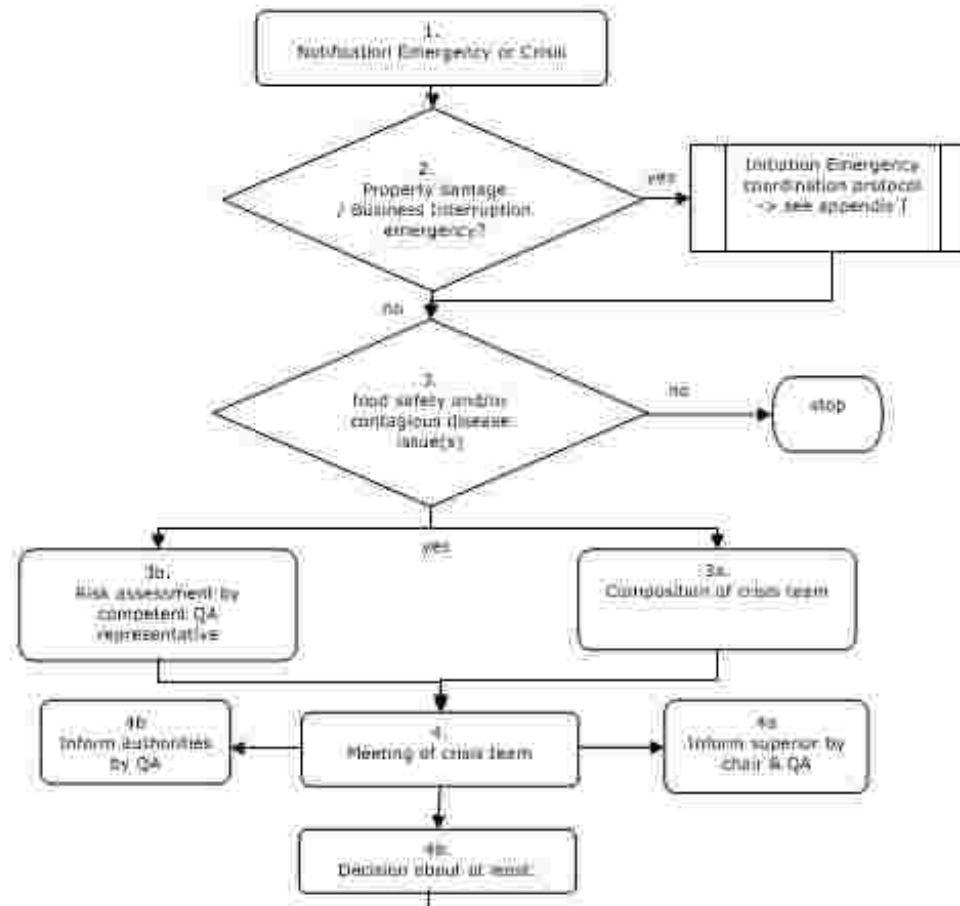 1.
Notification Emergency or Crisis
2.
Property damage
/ Business Interruption
emergency?
yes
Initiation Emergency
coordination protocol
-> see appendix
no
3.
food safety and/or
contagious disease
issue(s)
no
stop
yes
3b.
Risk assessment by
competent QA
representative
3a.
Composition of crisis team
4b
Inform authorities
by QA
4.
Meeting of crisis team
4a
Inform superior by
chair & QA
Decision about at least: